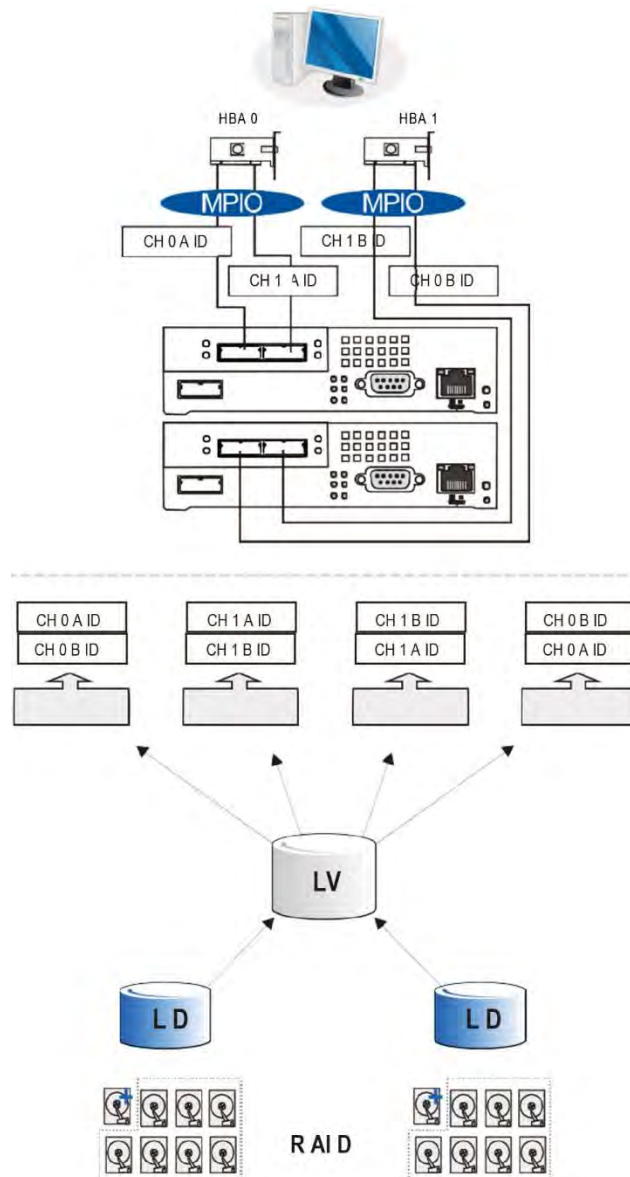 HBA 0
HBA 1
MPIO
MPIO
CH 0 A ID
CH 1 B ID
CH 1 A ID
CH 0 B ID
CH 0 A ID
CH 0 B ID
CH 1 A ID
CH 1 B ID
CH 1 B ID
CH 1 A ID
CH 0 B ID
CH 0 A ID
LV
LD
LD
RAID